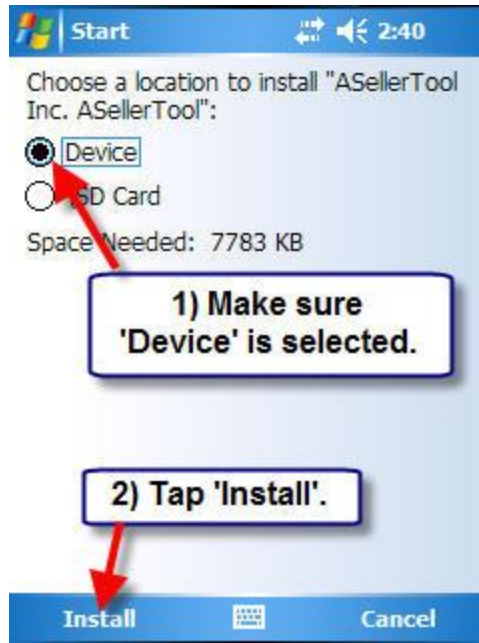 Start 2:40
Choose a location to install "ASellerTool
Inc. ASellerTool":
Device
SD Card
Space Needed: 7783 KB
1) Make sure
'Device' is selected.
2) Tap 'Install'.
Install Cancel